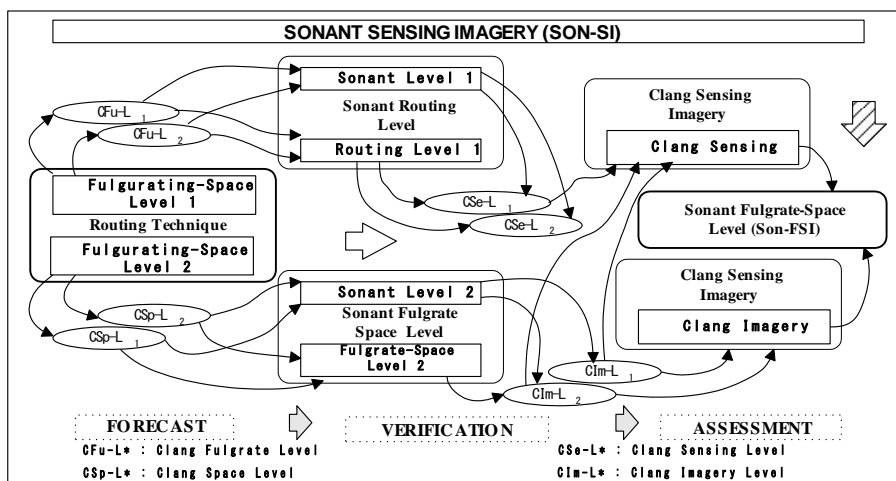 SONANT SENSING IMAGERY (SON-SI)
CFu-L 1
CFu-L 2
Fulgurating-Space
Level 1
Routing Technique
Fulgurating-Space
Level 2
CSp-L 2
CSp-L 1
Sonant Level 1
Sonant Routing
Level
Routing Level 1
CSe-L 1
CSe-L 2
Sonant Level 2
Sonant Fulgrate
Space Level
Fulgrate-Space
Level 2
CIm-L 1
CIm-L 2
Clang Sensing
Imagery
Clang Sensing
Sonant Fulgrate-Space
Level (Son-FSI)
Clang Sensing
Imagery
Clang Imagery
FORECAST
VERIFICATION
ASSESSMENT
CFu-L* : Clang Fulgrate Level
CSp-L* : Clang Space Level
CSe-L* : Clang Sensing Level
CIm-L* : Clang Imagery Level